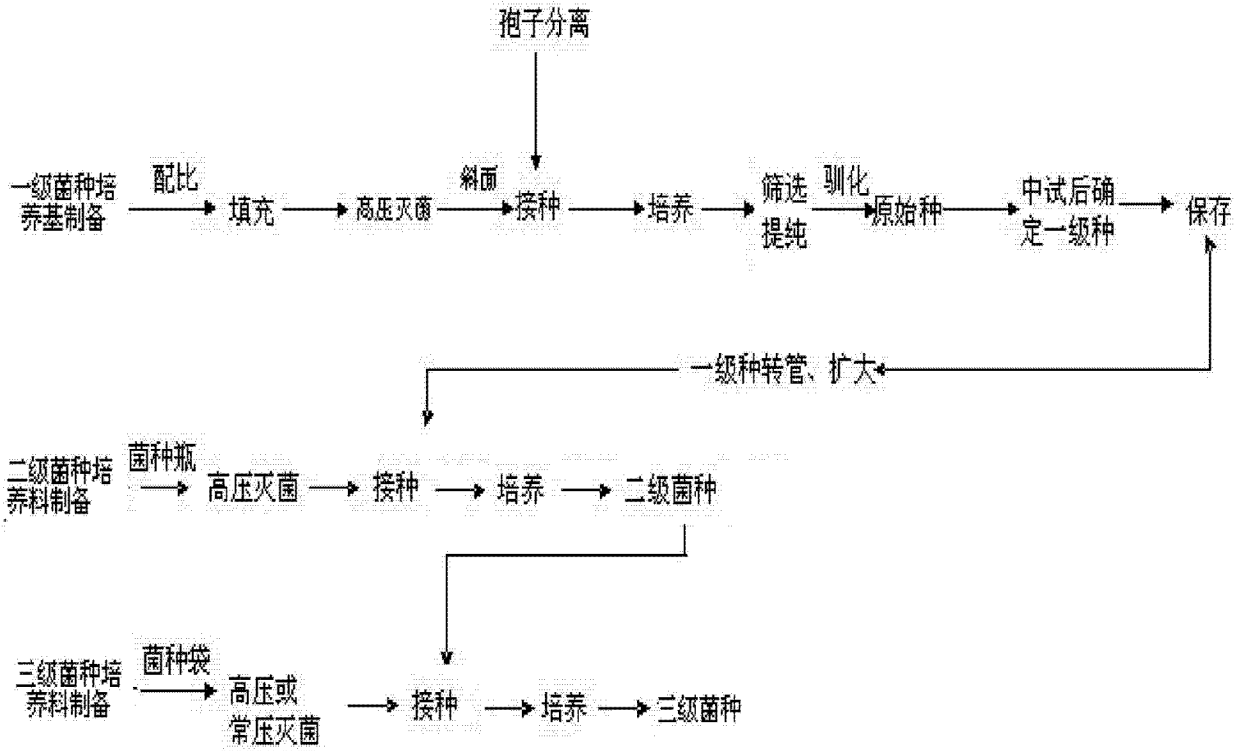 孢子分离
一级菌种培
养基制备
配比
填充
高压灭菌
斜面
接种
培养
筛选
提纯
驯化
原始种
中试后确
定一级种
保存
一级种转管、扩大
二级菌种培
养料制备
菌种瓶
高压灭菌
接种
培养
二级菌种
三级菌种培
养料制备
菌种袋
高压或
常压灭菌
接种
培养
三级菌种